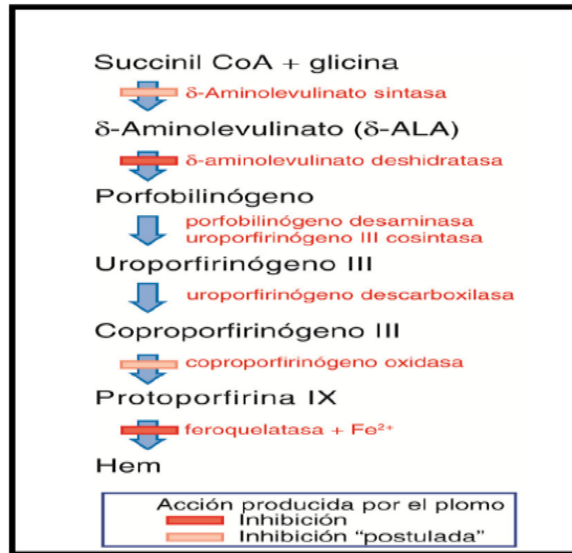 Succinil CoA + glicina
δ-Aminolevulinato sintasa
δ-Aminolevulinato (δ-ALA)
δ-aminolevulinato deshidratasa
Porfobilinógeno
porfobilinógeno desaminasa
uroporfirinógeno III cosintasa
Uroporfirinógeno III
uroporfirinógeno descarboxilasa
Coproporfirinógeno III
coproporfirinógeno oxidasa
Protoporfirina IX
feroquelatasa + Fe²⁺
Hem
Acción producida por el plomo
Inhibición
Inhibición "postulada"